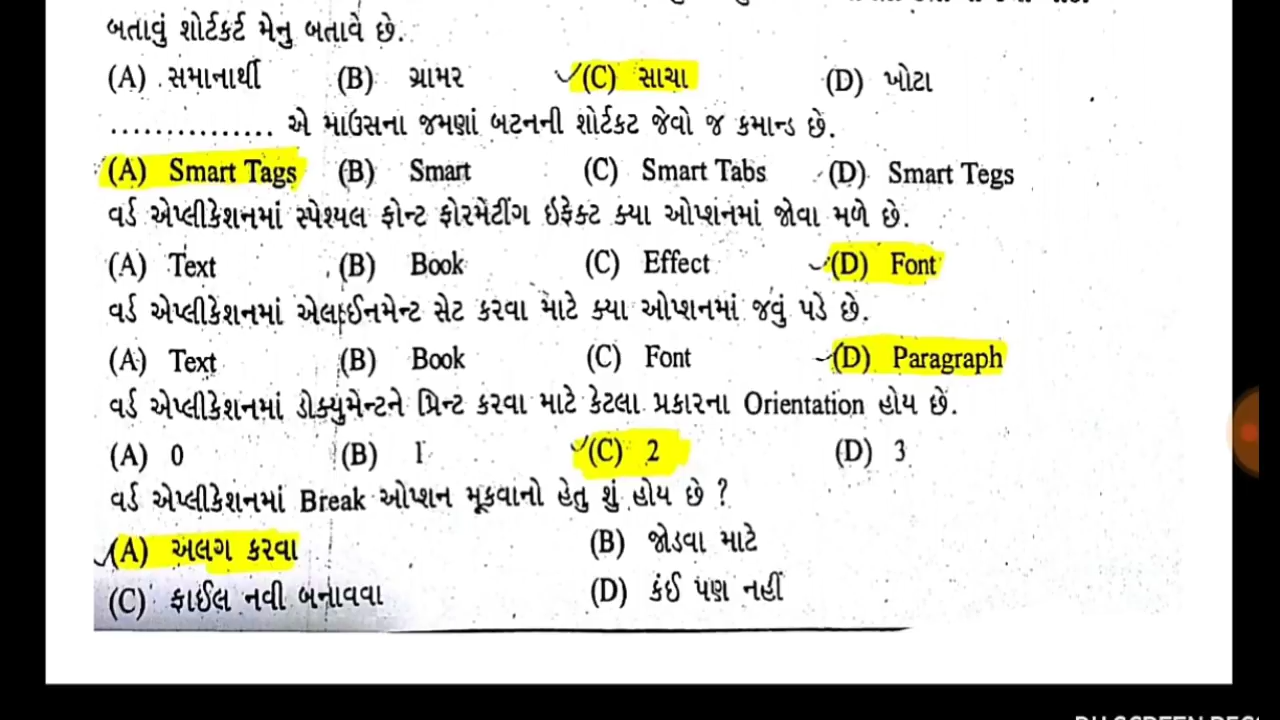 બતાવું શોર્ટકર્ટ મેનુ બતાવે છે.
(A) સમાનાર્થી (B) ગ્રામર (C) સાચા (D) ખોટા
............... એ માઉસના જમણાં બટનની શોર્ટકટ જેવો જ કમાન્ડ છે.
(A) Smart Tags (B) Smart (C) Smart Tabs (D) Smart Tegs
વર્ડ એપ્લીકેશનમાં સ્પેશ્યલ ફોન્ટ ફોરમેટીંગ ઇફેક્ટ ક્યા ઓપ્શનમાં જોવા મળે છે.
(A) Text (B) Book (C) Effect (D) Font
વર્ડ એપ્લીકેશનમાં એલાઈનમેન્ટ સેટ કરવા માટે ક્યા ઓપ્શનમાં જવું પડે છે.
(A) Text (B) Book (C) Font (D) Paragraph
વર્ડ એપ્લીકેશનમાં ડોક્યુમેન્ટને પ્રિન્ટ કરવા માટે કેટલા પ્રકારના Orientation હોય છે.
(A) 0 (B) 1 (C) 2 (D) 3
વર્ડ એપ્લીકેશનમાં Break ઓપ્શન મૂકવાનો હેતુ શું હોય છે ?
(A) અલગ કરવા (B) જોડવા માટે
(C) ફાઈલ નવી બનાવવા (D) કંઈ પણ નહીં